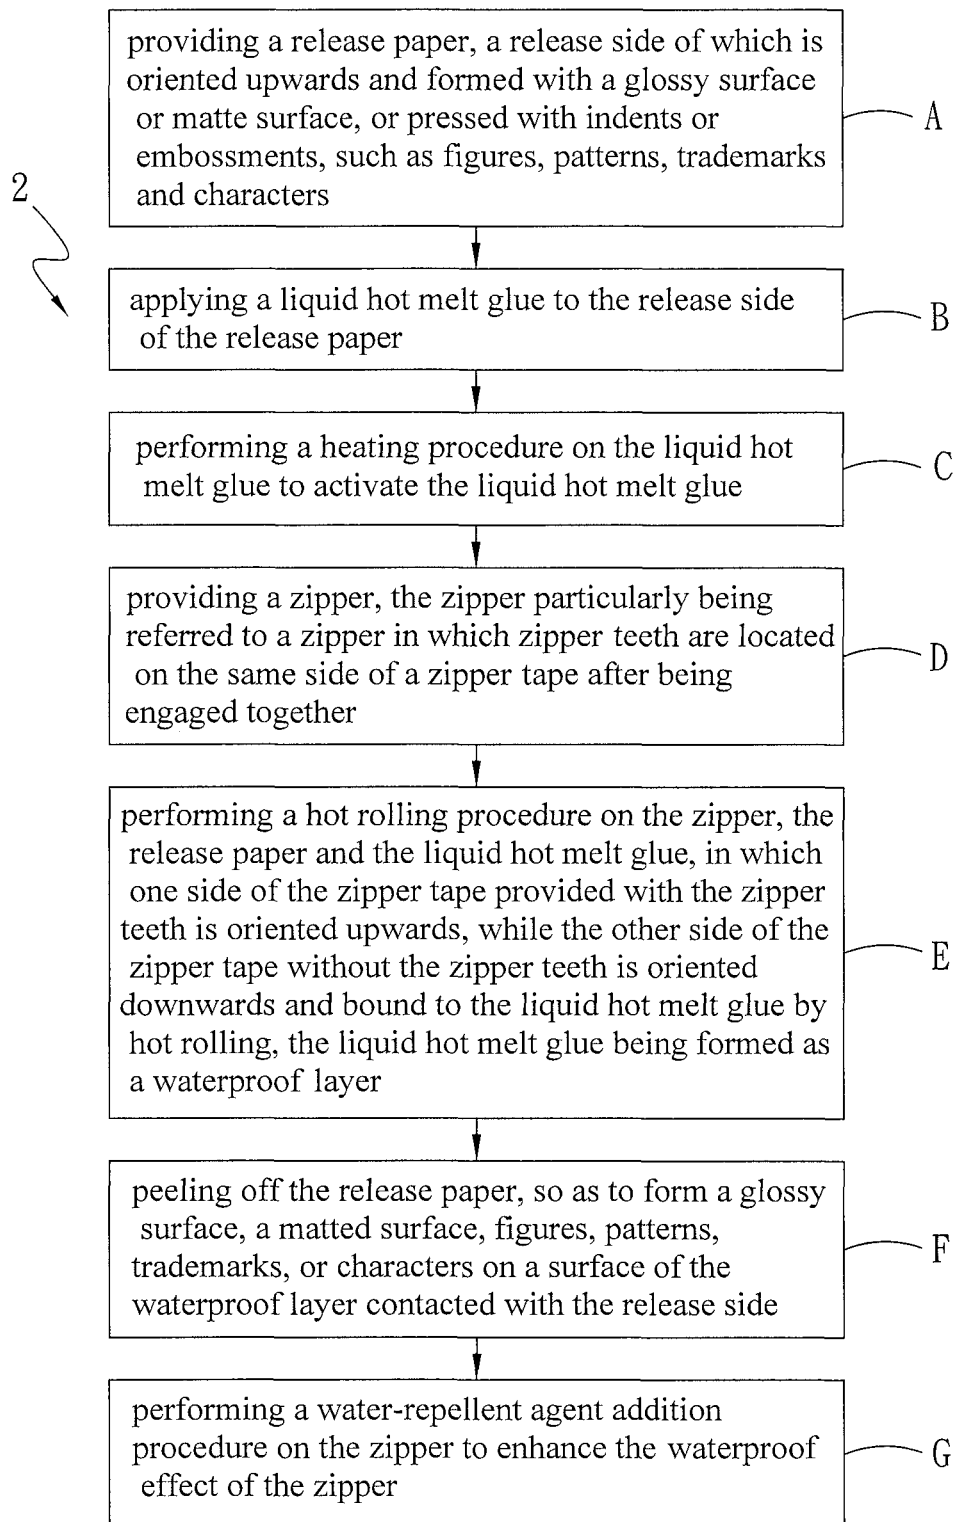 providing a release paper, a release side of which is
oriented upwards and formed with a glossy surface
or matte surface, or pressed with indents or
embossments, such as figures, patterns, trademarks
and characters
A
2
applying a liquid hot melt glue to the release side
of the release paper
B
performing a heating procedure on the liquid hot
melt glue to activate the liquid hot melt glue
C
providing a zipper, the zipper particularly being
referred to a zipper in which zipper teeth are located
on the same side of a zipper tape after being
engaged together
D
performing a hot rolling procedure on the zipper, the
release paper and the liquid hot melt glue, in which
one side of the zipper tape provided with the zipper
teeth is oriented upwards, while the other side of the
zipper tape without the zipper teeth is oriented
downwards and bound to the liquid hot melt glue by
hot rolling, the liquid hot melt glue being formed as
a waterproof layer
E
peeling off the release paper, so as to form a glossy
surface, a matted surface, figures, patterns,
trademarks, or characters on a surface of the
waterproof layer contacted with the release side
F
performing a water-repellent agent addition
procedure on the zipper to enhance the waterproof
effect of the zipper
G